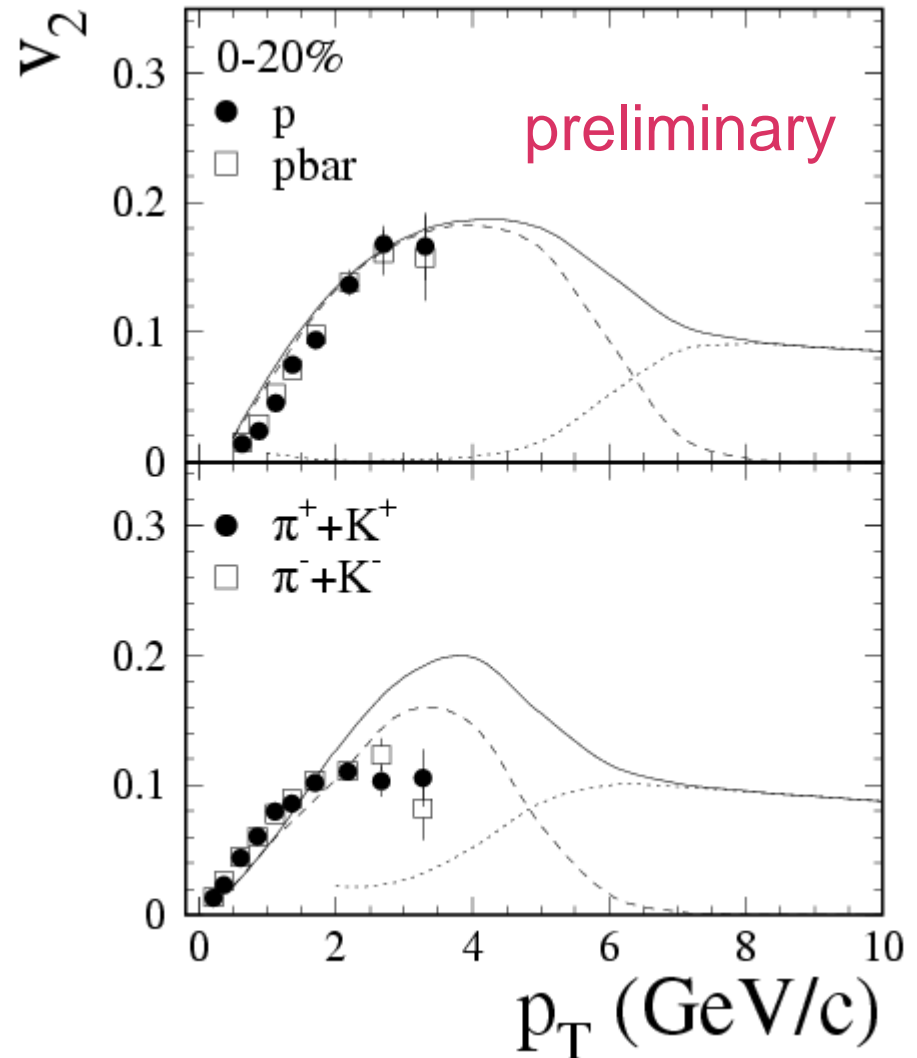 v₂
0-20%
p
pbar
preliminary
0.3
0.2
0.1
0
π⁺+K⁺
π⁻+K⁻
0.3
0.2
0.1
0
0 2 4 6 8 10
p_T (GeV/c)